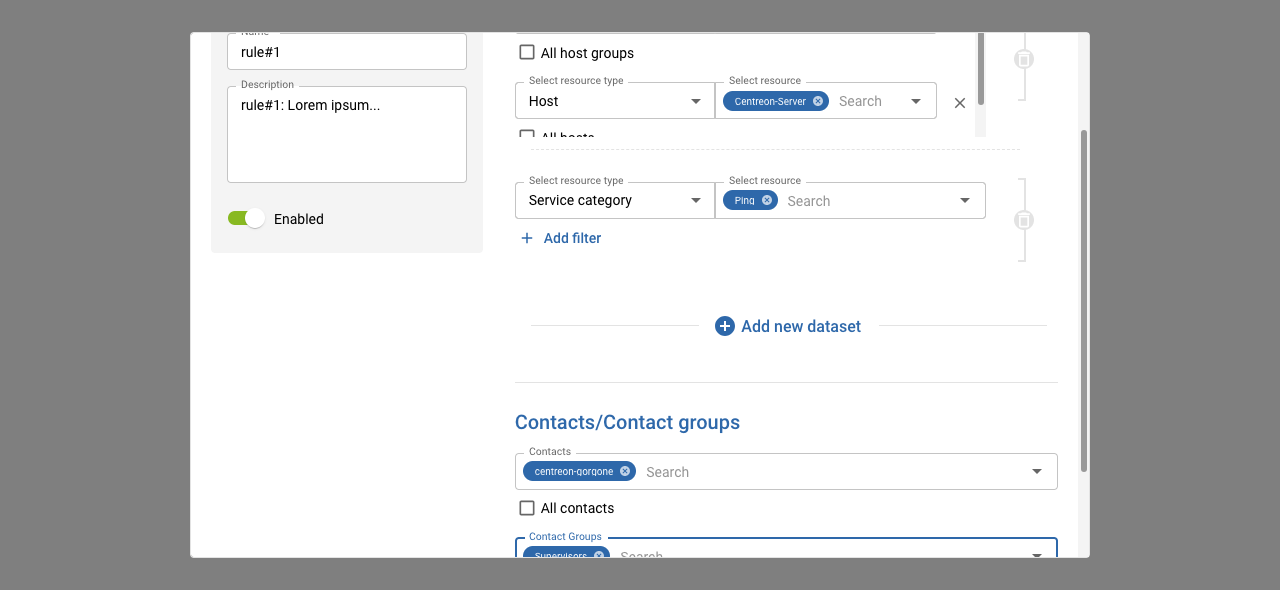 Name
rule#1
Description
rule#1: Lorem ipsum...
Enabled
All host groups
Select resource type
Select resource
Host
Centreon-Server
Search
All hosts
Select resource type
Select resource
Service category
Ping
Search
Add filter
Add new dataset
Contacts/Contact groups
Contacts
centreon-gorgone
Search
All contacts
Contact Groups
Supervisors
Search